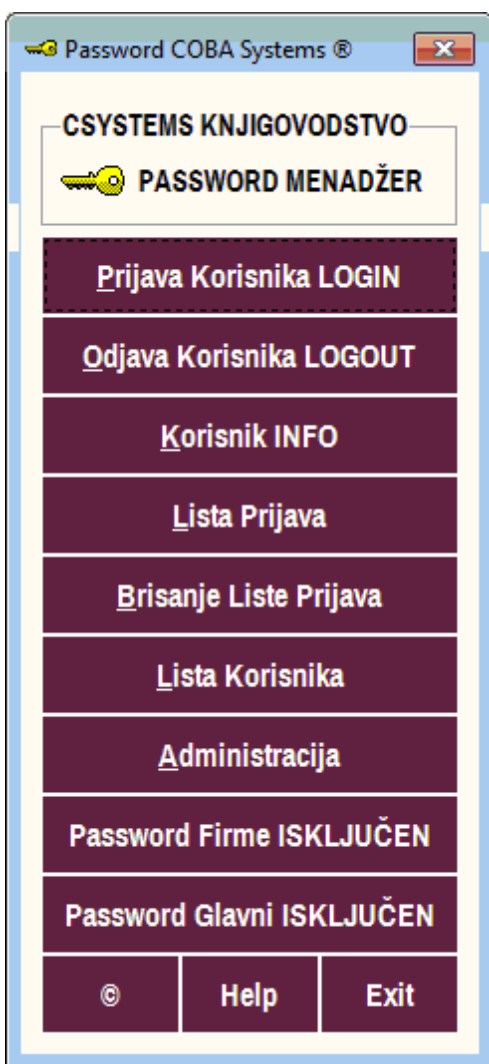 Password COBA Systems ®
CSYSTEMS KNJIGOVODSTVO
PASSWORD MENADŽER
Prijava Korisnika LOGIN
Odjava Korisnika LOGOUT
Korisnik INFO
Lista Prijava
Brisanje Liste Prijava
Lista Korisnika
Administracija
Password Firme ISKLJUČEN
Password Glavni ISKLJUČEN
© Help Exit